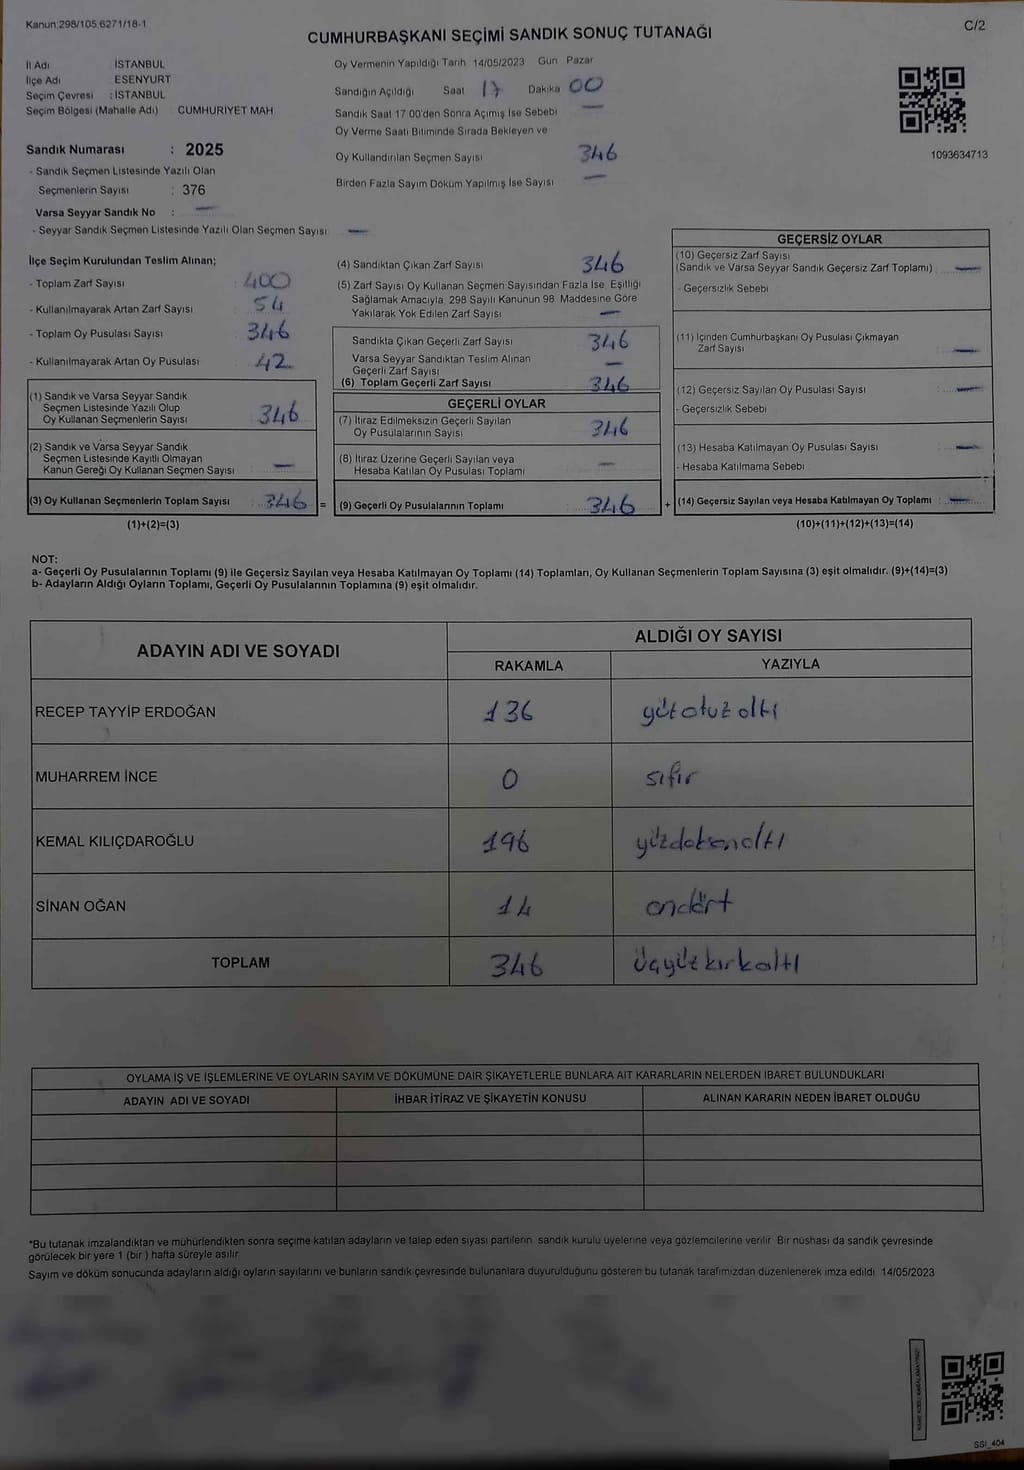 Kanun:298/105,6271/18-1
C/2
CUMHURBAŞKANI SEÇİMİ SANDIK SONUÇ TUTANAĞI
İl Adı İSTANBUL
İlçe Adı ESENYURT
Seçim Çevresi : İSTANBUL
Seçim Bölgesi (Mahalle Adı) CUMHURİYET MAH.
Sandık Numarası : 2025
- Sandık Seçmen Listesinde Yazılı Olan
Seçmenlerin Sayısı : 376
Varsa Seyyar Sandık No : —
- Seyyar Sandık Seçmen Listesinde Yazılı Olan Seçmen Sayısı —
Oy Vermenin Yapıldığı Tarih 14/05/2023 Gün Pazar
Sandığın Açıldığı Saat 17 Dakika 00
Sandık Saat 17 00'den Sonra Açımış İse Sebebi —
Oy Verme Saati Bitiminde Sırada Bekleyen ve
Oy Kullandırılan Seçmen Sayısı 346
Birden Fazla Sayım Döküm Yapılmış İse Sayısı —
1093634713
İlçe Seçim Kurulundan Teslim Alınan;
- Toplam Zarf Sayısı : 400
- Kullanılmayarak Artan Zarf Sayısı : 54
- Toplam Oy Pusulası Sayısı : 346
- Kullanılmayarak Artan Oy Pusulası : 42
(1) Sandık ve Varsa Seyyar Sandık
Seçmen Listesinde Yazılı Olup
Oy Kullanan Seçmenlerin Sayısı 346
(2) Sandık ve Varsa Seyyar Sandık
Seçmen Listesinde Kayıtlı Olmayan
Kanun Gereği Oy Kullanan Seçmen Sayısı —
(3) Oy Kullanan Seçmenlerin Toplam Sayısı 346 =
(1)+(2)=(3)
(4) Sandıktan Çıkan Zarf Sayısı 346
(5) Zarf Sayısı Oy Kullanan Seçmen Sayısından Fazla İse, Eşitliği
Sağlamak Amacıyla, 298 Sayılı Kanunun 98. Maddesine Göre
Yakılarak Yok Edilen Zarf Sayısı —
Sandıkta Çıkan Geçerli Zarf Sayısı 346
Varsa Seyyar Sandıktan Teslim Alınan
Geçerli Zarf Sayısı —
(6) Toplam Geçerli Zarf Sayısı 346
GEÇERLİ OYLAR
(7) İtiraz Edilmeksizin Geçerli Sayılan
Oy Pusulalarının Sayısı 346
(8) İtiraz Üzerine Geçerli Sayılan veya
Hesaba Katılan Oy Pusulası Toplamı —
(9) Geçerli Oy Pusulalarının Toplamı 346 +
GEÇERSİZ OYLAR
(10) Geçersiz Zarf Sayısı
(Sandık ve Varsa Seyyar Sandık Geçersiz Zarf Toplamı) —
- Geçersizlik Sebebi
(11) İçinden Cumhurbaşkanı Oy Pusulası Çıkmayan
Zarf Sayısı —
(12) Geçersiz Sayılan Oy Pusulası Sayısı —
- Geçersizlik Sebebi
(13) Hesaba Katılmayan Oy Pusulası Sayısı —
- Hesaba Katılmama Sebebi
(14) Geçersiz Sayılan veya Hesaba Katılmayan Oy Toplamı : —
(10)+(11)+(12)+(13)=(14)
NOT:
a- Geçerli Oy Pusulalarının Toplamı (9) ile Geçersiz Sayılan veya Hesaba Katılmayan Oy Toplamı (14) Toplamları, Oy Kullanan Seçmenlerin Toplam Sayısına (3) eşit olmalıdır. (9)+(14)=(3)
b- Adayların Aldığı Oyların Toplamı, Geçerli Oy Pusulalarının Toplamına (9) eşit olmalıdır.
ADAYIN ADI VE SOYADI
ALDIĞI OY SAYISI
RAKAMLA YAZIYLA
RECEP TAYYİP ERDOĞAN 136 yüzotuz altı
MUHARREM İNCE 0 sıfır
KEMAL KILIÇDAROĞLU 196 yüzdoksanaltı
SİNAN OĞAN 14 ondört
TOPLAM 346 üçyüzkırkaltı
OYLAMA İŞ VE İŞLEMLERİNE VE OYLARIN SAYIM VE DÖKÜMÜNE DAİR ŞİKAYETLERLE BUNLARA AİT KARARLARIN NELERDEN İBARET BULUNDUKLARI
ADAYIN ADI VE SOYADI İHBAR İTİRAZ VE ŞİKAYETİN KONUSU ALINAN KARARIN NEDEN İBARET OLDUĞU
*Bu tutanak imzalandıktan ve mühürlendikten sonra seçime katılan adayların ve talep eden siyasi partilerin sandık kurulu üyelerine veya gözlemcilerine verilir. Bir nüshası da sandık çevresinde
görülecek bir yere 1 (bir ) hafta süreyle asılır
Sayım ve döküm sonucunda adayların aldığı oyların sayılarını ve bunların sandık çevresinde bulunanlara duyurulduğunu gösteren bu tutanak tarafımızdan düzenlenerek imza edildi 14/05/2023
SSI_404